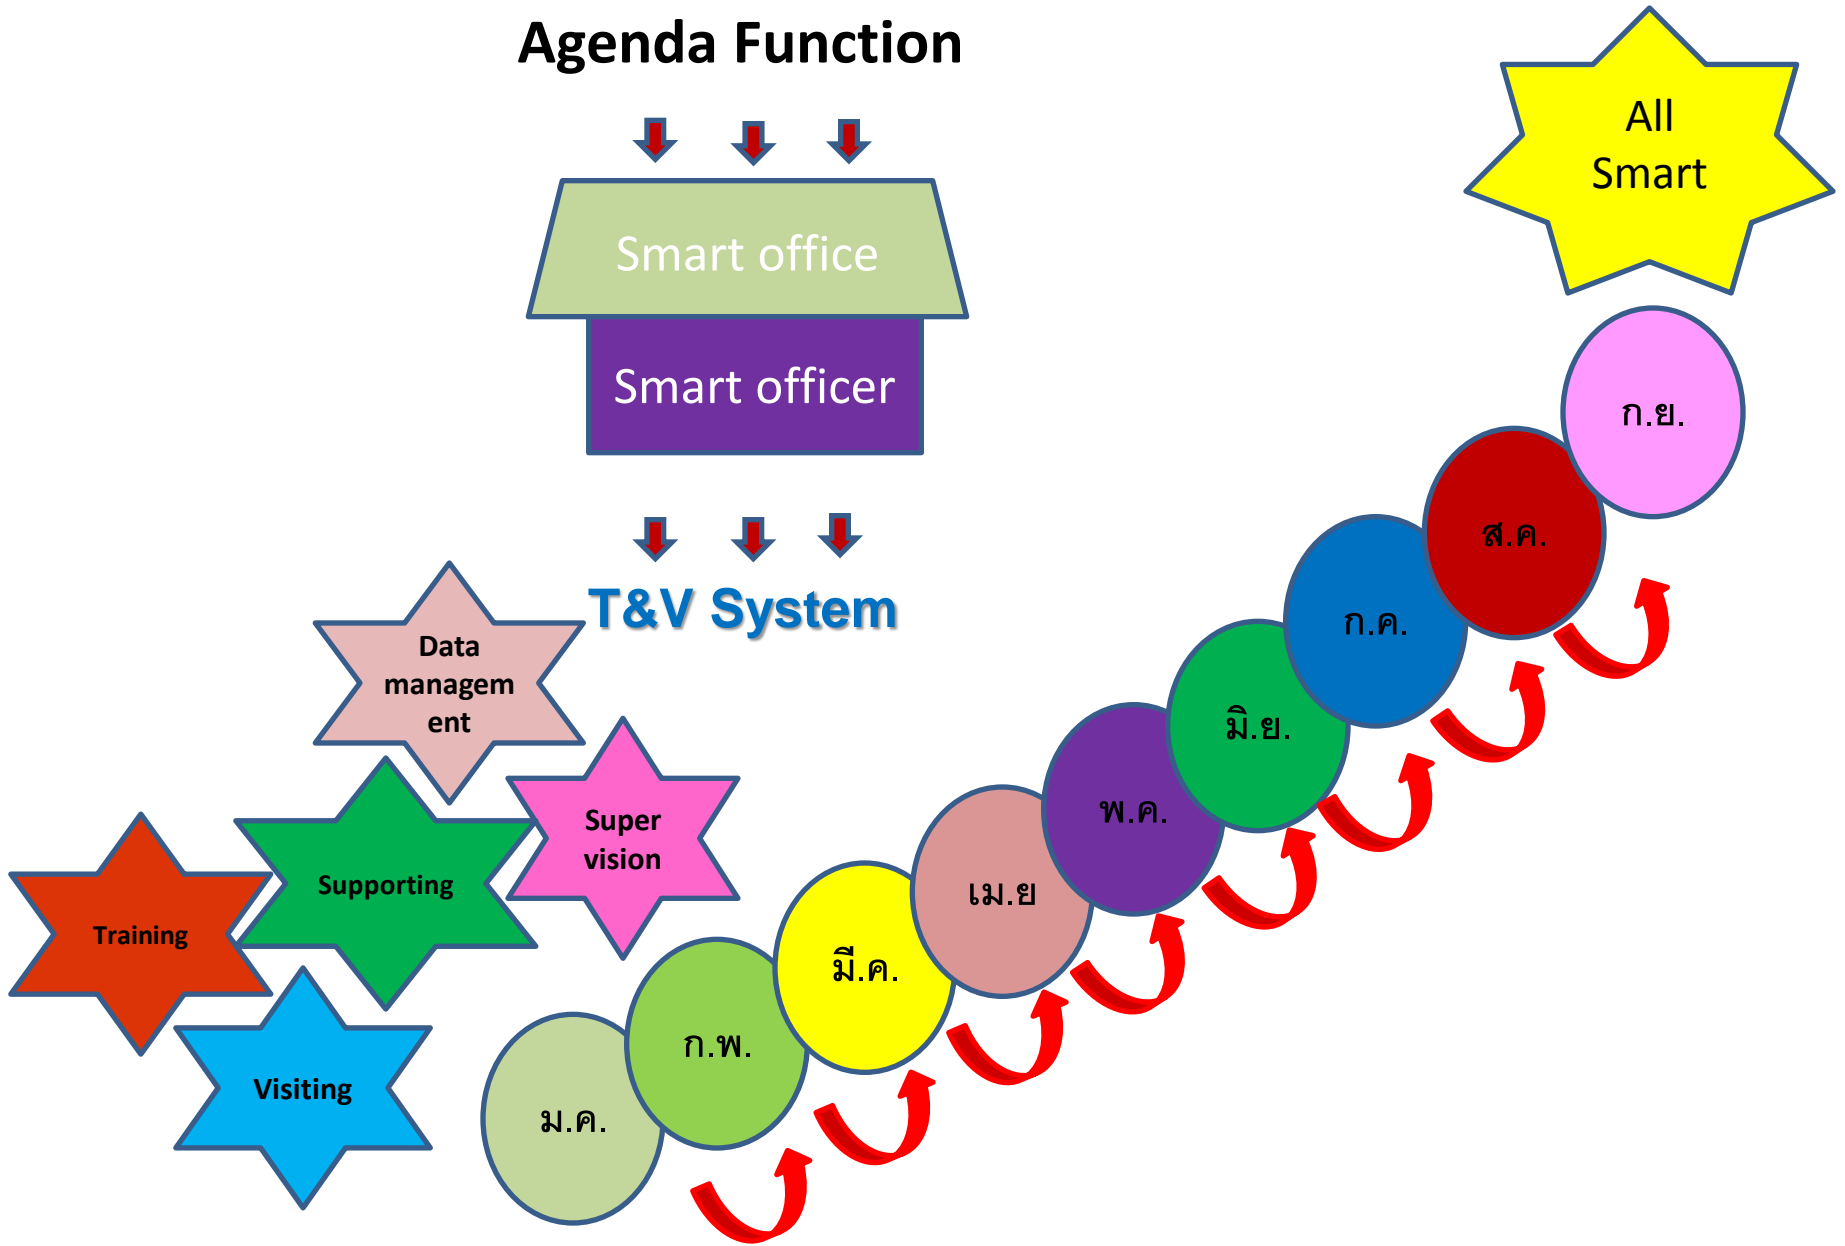 Agenda Function
All
Smart
Smart office
Smart officer
T&V System
Data
managem
ent
Super
vision
Supporting
Training
Visiting
ม.ค.
ก.พ.
มี.ค.
เม.ย
พ.ค.
มิ.ย.
ก.ค.
ส.ค.
ก.ย.